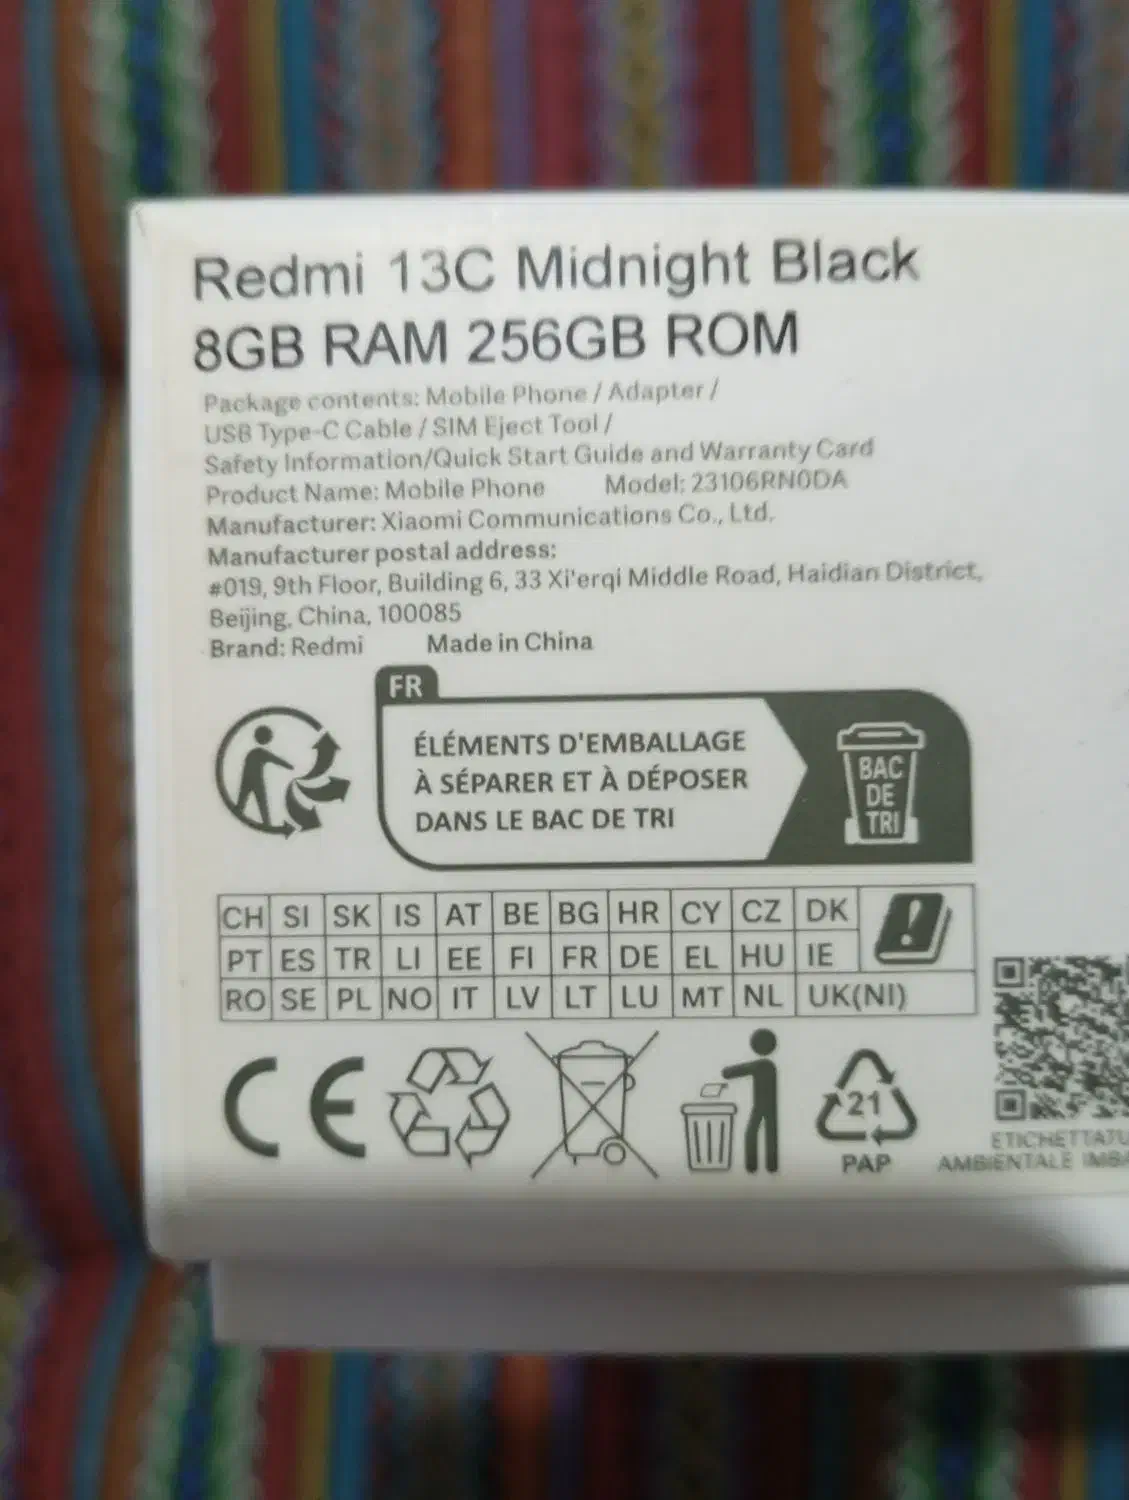 Redmi 13C Midnight Black
8GB RAM 256GB ROM
Package contents: Mobile Phone / Adapter /
USB Type-C Cable / SIM Eject Tool /
Safety Information/Quick Start Guide and Warranty Card
Product Name: Mobile Phone Model: 23106RN0DA
Manufacturer: Xiaomi Communications Co., Ltd.
Manufacturer postal address:
#019, 9th Floor, Building 6, 33 Xi'erqi Middle Road, Haidian District,
Beijing, China, 100085
Brand: Redmi Made in China
FR
ÉLÉMENTS D'EMBALLAGE
À SÉPARER ET À DÉPOSER
DANS LE BAC DE TRI
BAC
DE
TRI
CH SI SK IS AT BE BG HR CY CZ DK
PT ES TR LI EE FI FR DE EL HU IE
RO SE PL NO IT LV LT LU MT NL UK(NI)
CE
21
PAP
AMBIENTALE